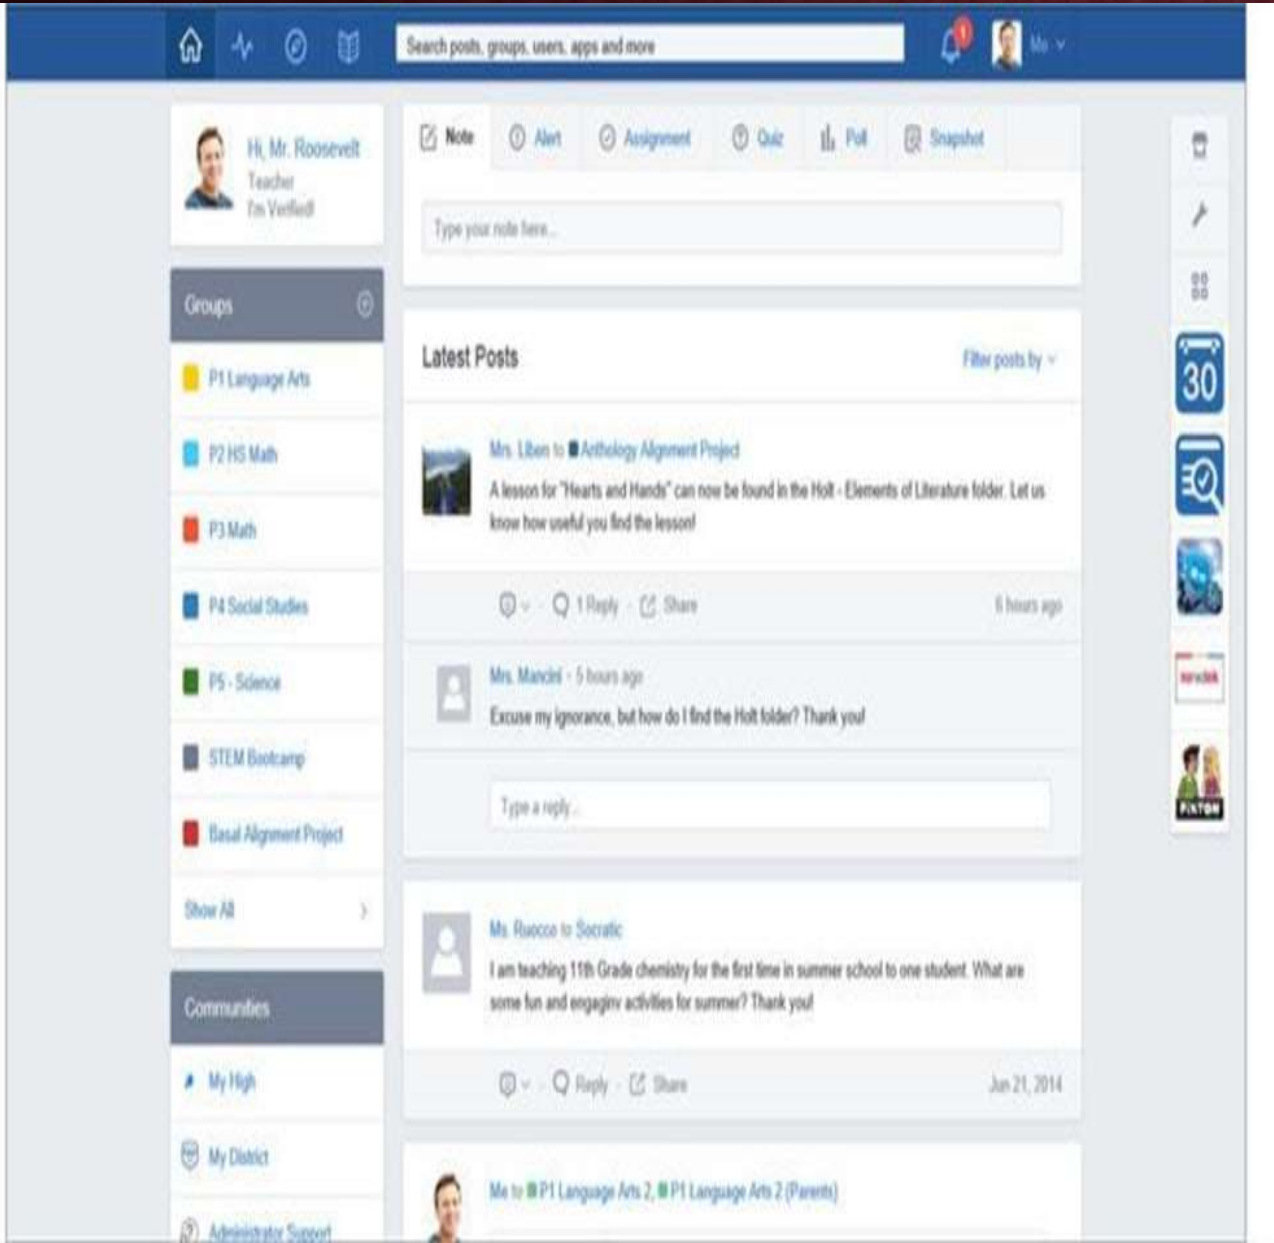 Search posts, groups, users, apps and more
1
Me
Hi, Mr. Roosevelt
Teacher
I'm Verified!
Groups
P1 Language Arts
P2 HS Math
P3 Math
P4 Social Studies
P5 - Science
STEM Bootcamp
Basal Alignment Project
Show All
Communities
My High
My District
Administrator Support
Note Alert Assignment Quiz Poll Snapshot
Type your note here...
Latest Posts
Filter posts by
Mrs. Liben to Anthology Alignment Project
A lesson for "Hearts and Hands" can now be found in the Holt - Elements of Literature folder. Let us
know how useful you find the lesson!
1 Reply Share 6 hours ago
Mrs. Mancini - 5 hours ago
Excuse my ignorance, but how do I find the Holt folder? Thank you!
Type a reply...
Ms. Ruocco to Socratic
I am teaching 11th Grade chemistry for the first time in summer school to one student. What are
some fun and engaginv activities for summer? Thank you!
Reply Share Jun 21, 2014
Me to P1 Language Arts 2, P1 Language Arts 2 (Parents)
30
PIXTON